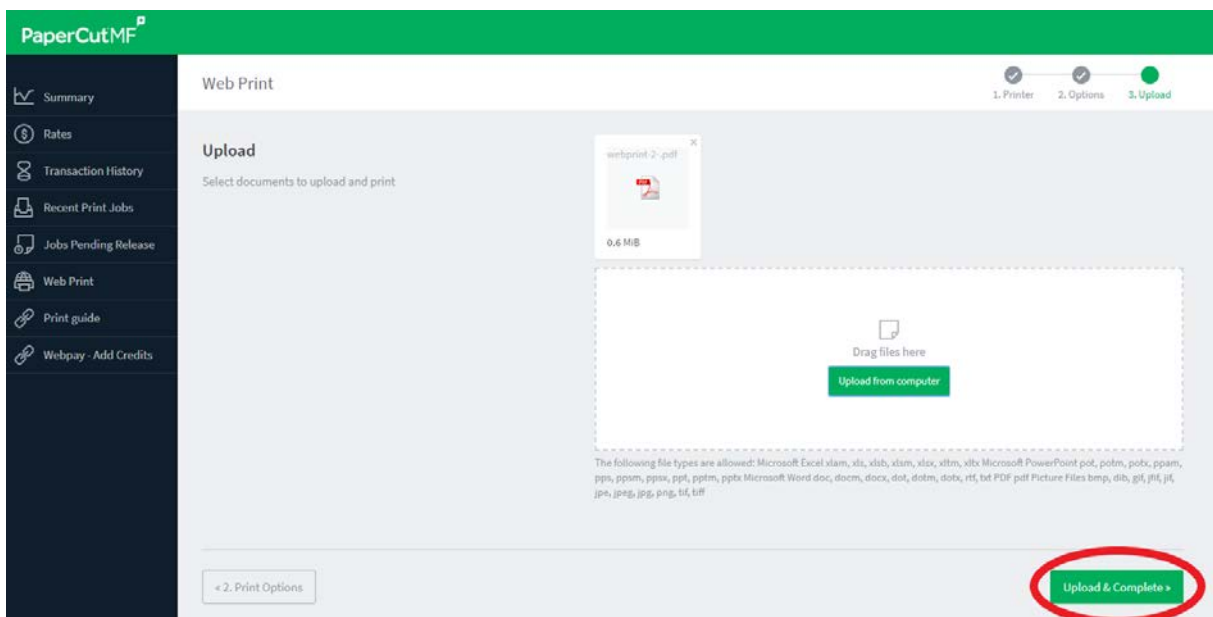 PaperCutMF
Summary
Rates
Transaction History
Recent Print Jobs
Jobs Pending Release
Web Print
Print guide
Webpay - Add Credits
Web Print
1. Printer
2. Options
3. Upload
Upload
Select documents to upload and print
webprint-2-.pdf
PDF
0.6 MiB
Drag files here
Upload from computer
The following file types are allowed: Microsoft Excel xlam, xls, xlsb, xlsm, xlsx, xltm, xltx Microsoft PowerPoint pot, potm, potx, ppam,
pps, ppsm, ppsx, ppt, pptm, pptx Microsoft Word doc, docm, docx, dot, dotm, dotx, rtf, txt PDF pdf Picture Files bmp, dib, gif, jfif, jif,
jpe, jpeg, jpg, png, tif, tiff
« 2. Print Options
Upload & Complete »